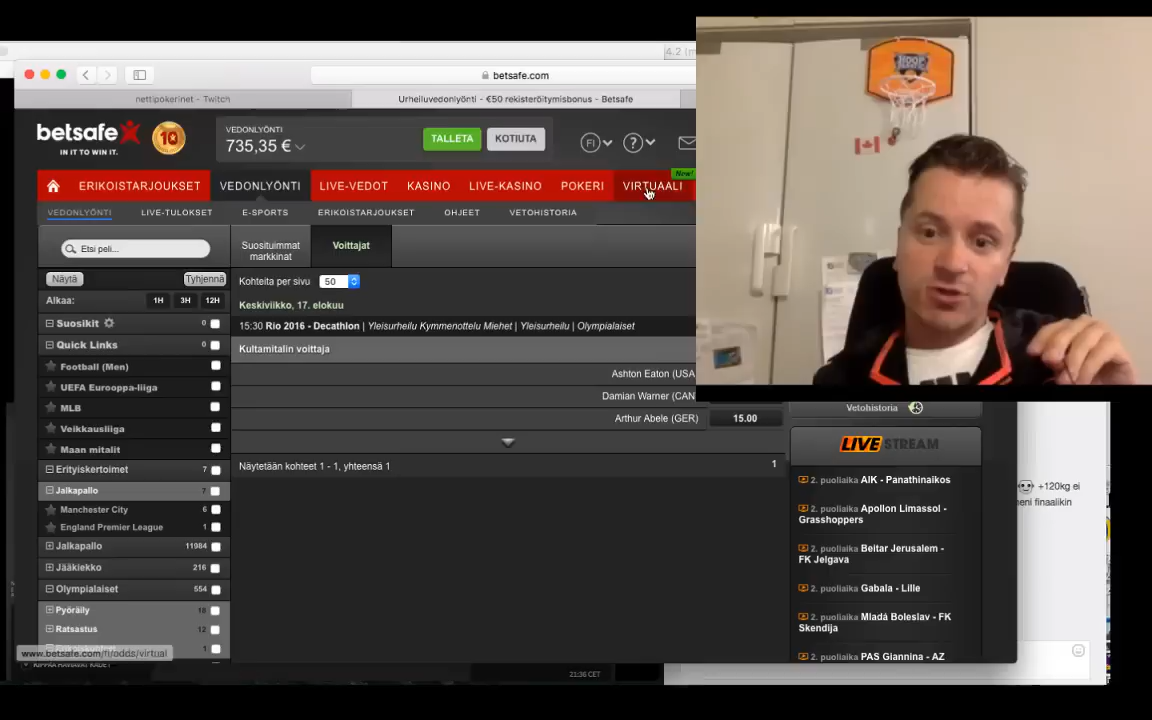 4.2 (m
betsafe.com
nettipokerinet - Twitch
Urheiluvedonlyönti - €50 rekisteröitymisbonus - Betsafe
betsafe
IN IT TO WIN IT.
10
VEDONLYÖNTI
735,35 €
TALLETA
KOTIUTA
FI
?
New!
ERIKOISTARJOUKSET
VEDONLYÖNTI
LIVE-VEDOT
KASINO
LIVE-KASINO
POKERI
VIRTUAALI
VEDONLYÖNTI
LIVE-TULOKSET
E-SPORTS
ERIKOISTARJOUKSET
OHJEET
VETOHISTORIA
Etsi peli...
Suosituimmat
markkinat
Voittajat
Näytä
Tyhjennä
Kohteita per sivu
50
Alkaa:
1H
3H
12H
Keskiviikko, 17. elokuu
Suosikit
0
15:30 Rio 2016 - Decathlon | Yleisurheilu Kymmenottelu Miehet | Yleisurheilu | Olympialaiset
Quick Links
0
Kultamitalin voittaja
Football (Men)
Ashton Eaton (USA
UEFA Eurooppa-liiga
Damian Warner (CAN
MLB
Arthur Abele (GER)
15.00
Veikkausliiga
Maan mitalit
Erityiskertoimet
7
Näytetään kohteet 1 - 1, yhteensä 1
1
Jalkapallo
7
Manchester City
6
England Premier League
1
Jalkapallo
11984
Jääkiekko
216
Olympialaiset
554
Pyöräily
18
Ratsastus
12
1
www.betsafe.com/fi/odds/virtual
Vetohistoria
LIVE STREAM
2. puoliaika AIK - Panathinaikos
2. puoliaika Apollon Limassol -
Grasshoppers
2. puoliaika Beitar Jerusalem -
FK Jelgava
2. puoliaika Gabala - Lille
2. puoliaika Mladá Boleslav - FK
Skendija
2. puoliaika PAS Giannina - AZ
+120kg ei
meni finaalikin
21:36 CET